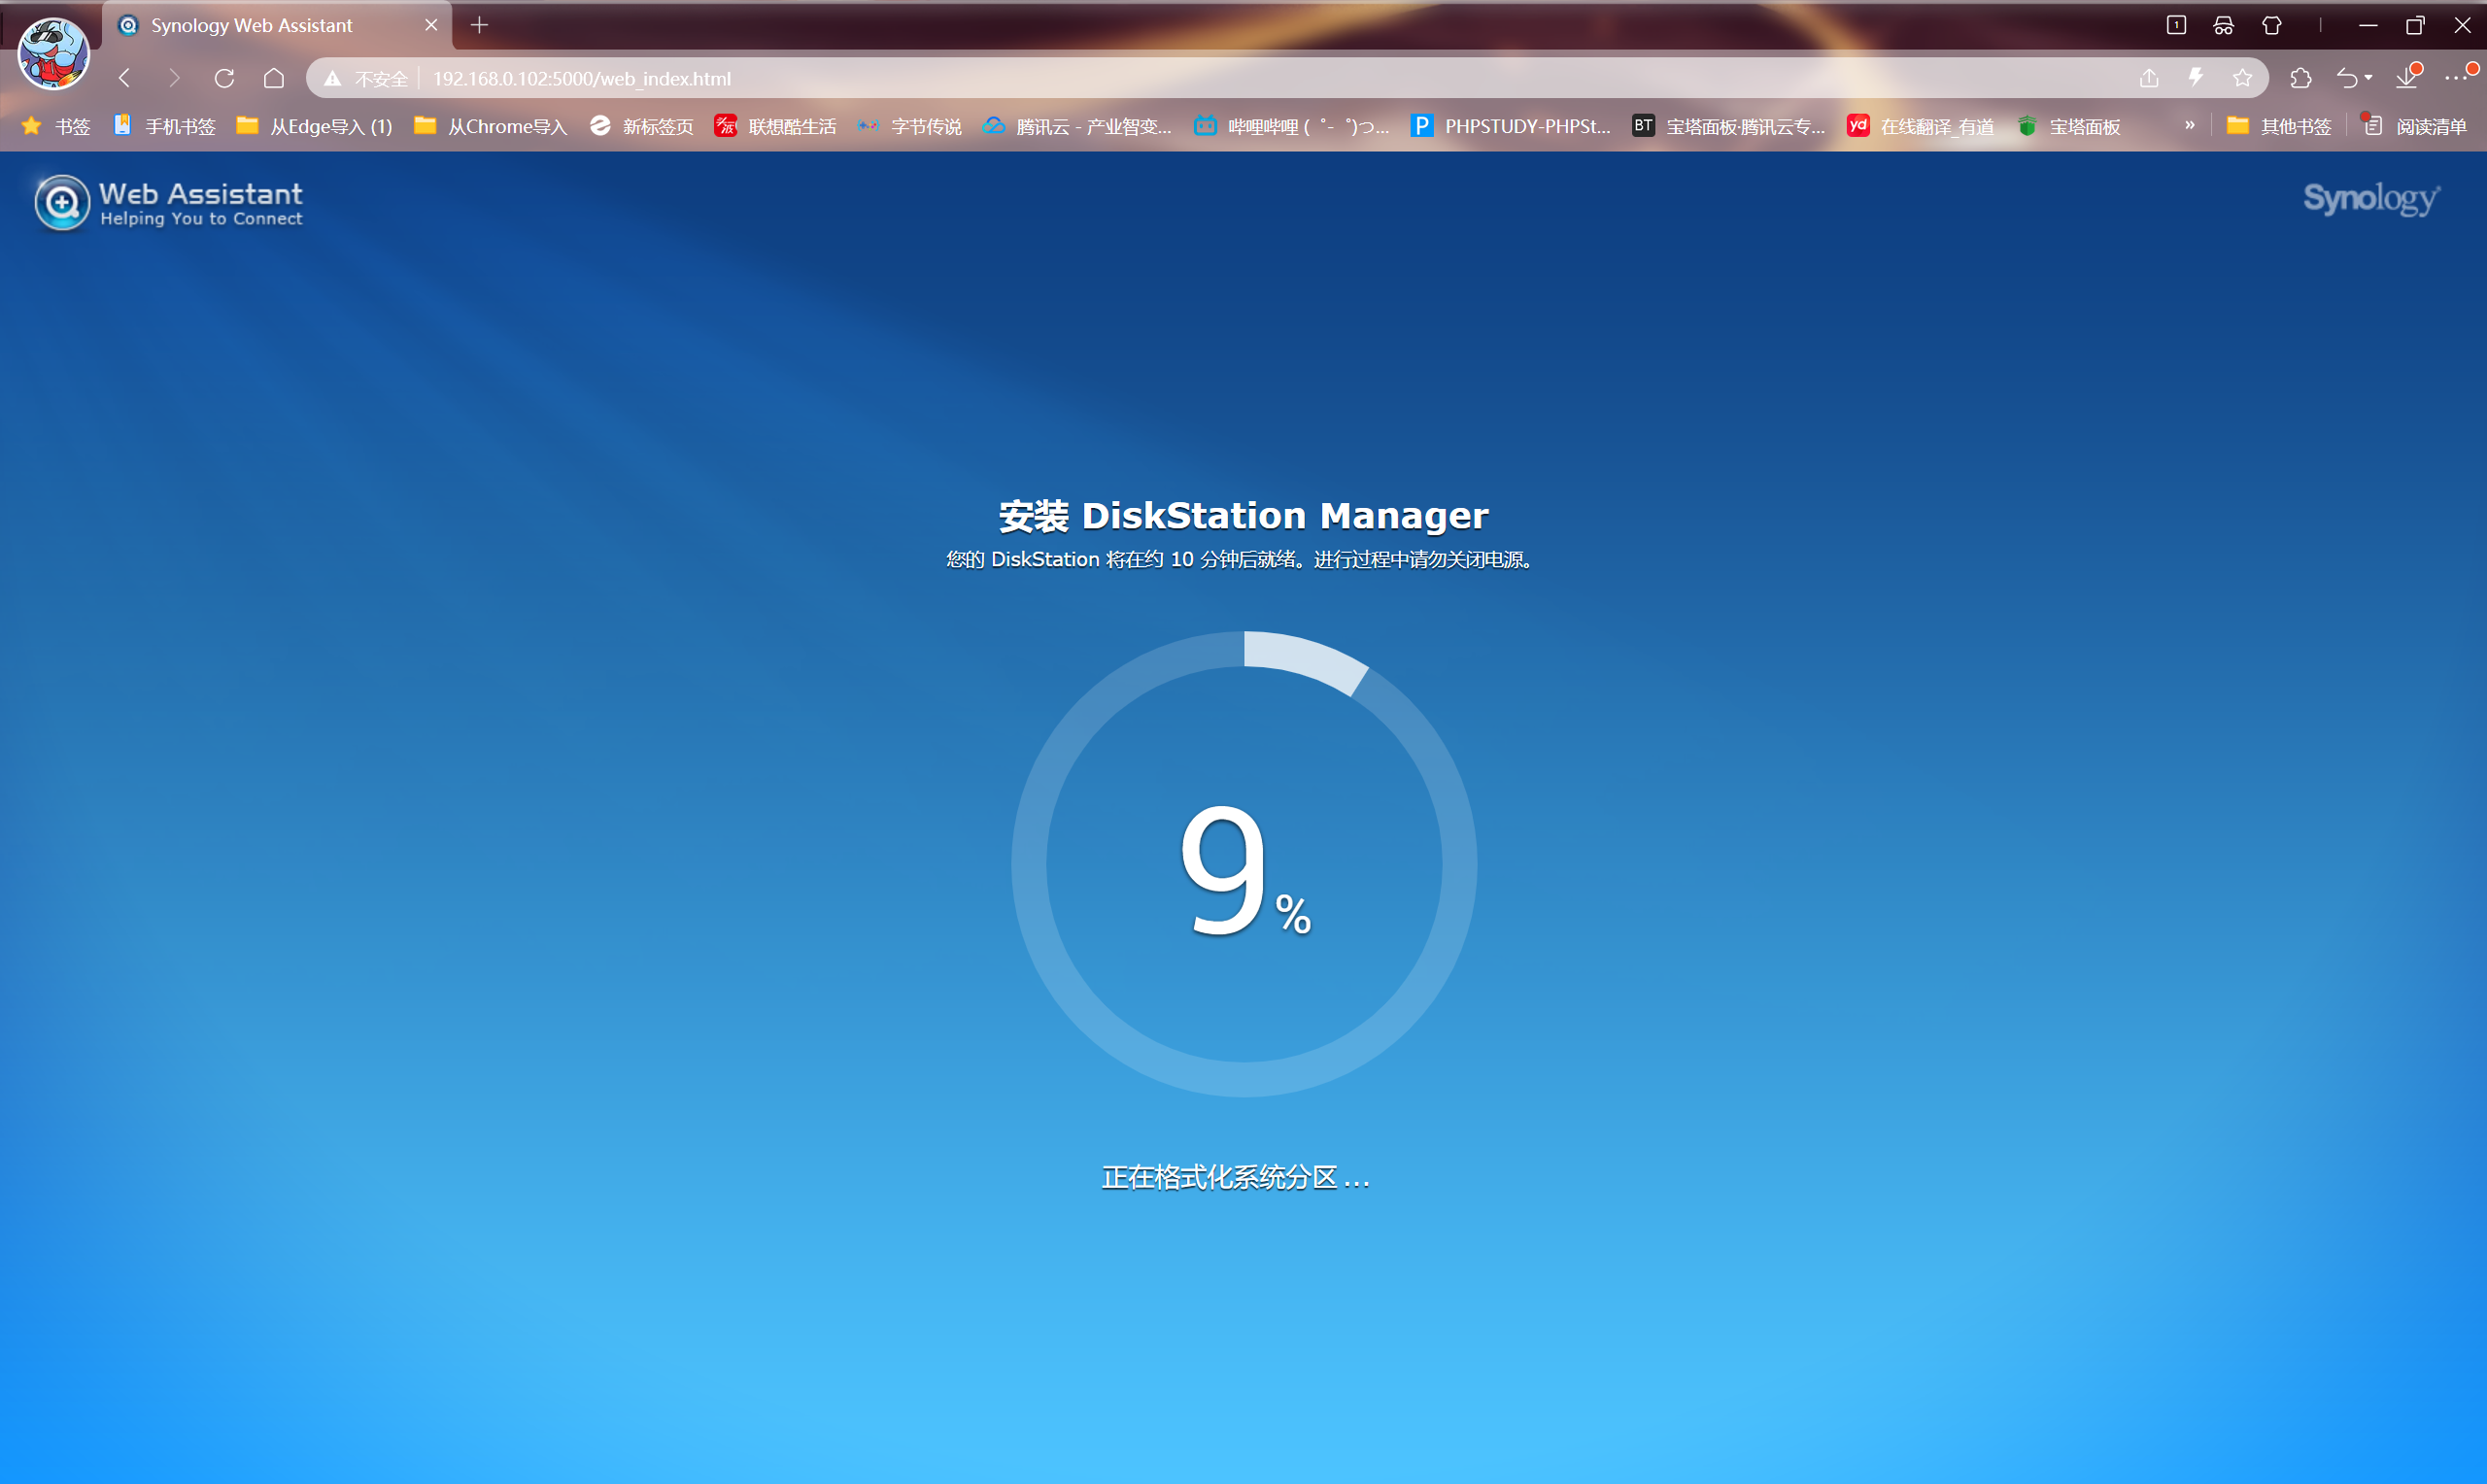 Synology Web Assistant
不安全 192.168.0.102:5000/web_index.html
书签 手机书签 从Edge导入 (1) 从Chrome导入 新标签页 联想酷生活 字节传说 腾讯云 - 产业智变... 哔哩哔哩 (゜-゜)つ... PHPSTUDY-PHPSt... 宝塔面板·腾讯云专... 在线翻译_有道 宝塔面板 » 其他书签 阅读清单
Web Assistant
Helping You to Connect
Synology
安装 DiskStation Manager
您的 DiskStation 将在约 10 分钟后就绪。进行过程中请勿关闭电源。
9%
正在格式化系统分区 ...